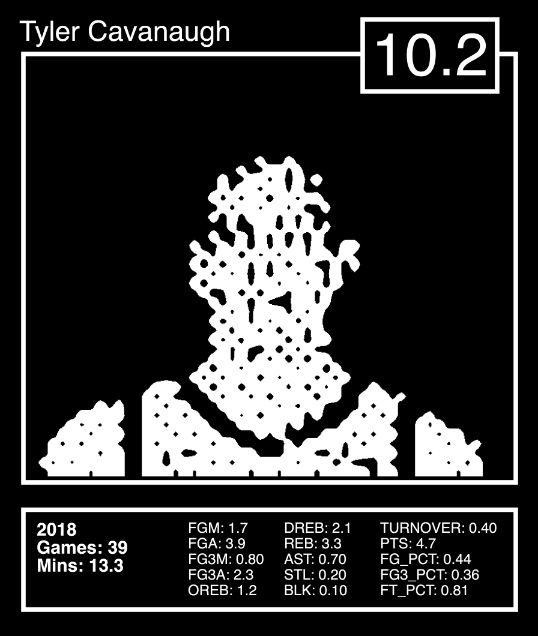 Tyler Cavanaugh
10.2
2018
Games: 39
Mins: 13.3
FGM: 1.7
FGA: 3.9
FG3M: 0.80
FG3A: 2.3
OREB: 1.2
DREB: 2.1
REB: 3.3
AST: 0.70
STL: 0.20
BLK: 0.10
TURNOVER: 0.40
PTS: 4.7
FG_PCT: 0.44
FG3_PCT: 0.36
FT_PCT: 0.81